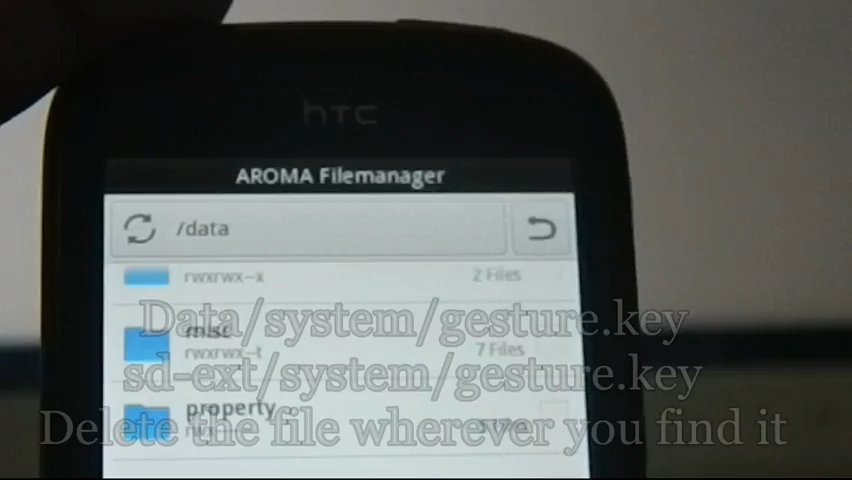 hTC
AROMA Filemanager
/data
rwxrwx--x
2 Files
Data/system/gesture.key
misc
rwxrwx--t
7 Files
sd-ext/system/gesture.key
property
Delete the file wherever you find it